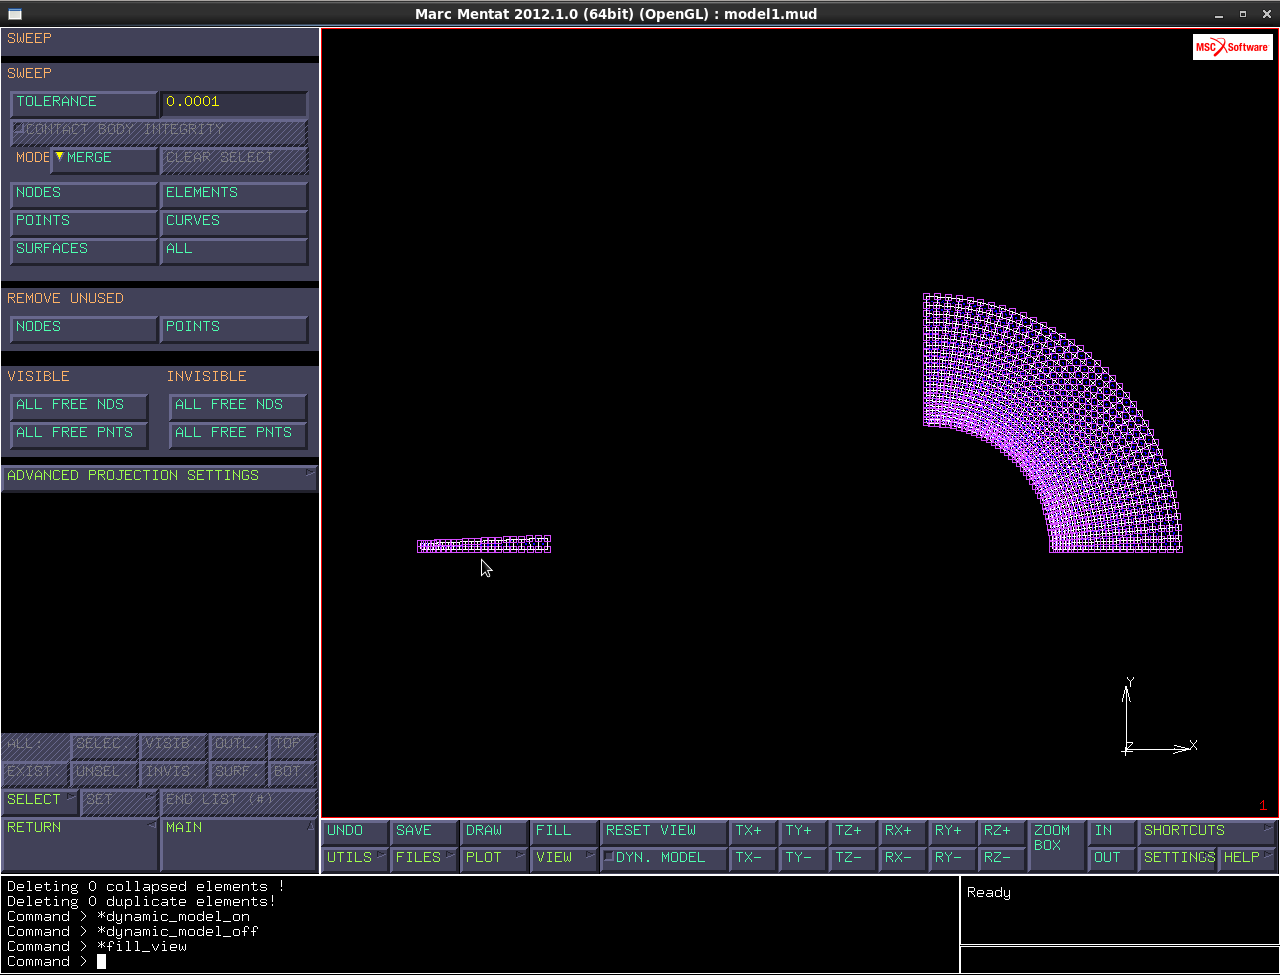 Marc Mentat 2012.1.0 (64bit) (OpenGL) : model1.mud
SWEEP
SWEEP
TOLERANCE 0.0001
CONTACT BODY INTEGRITY
MODE MERGE CLEAR SELECT
NODES ELEMENTS
POINTS CURVES
SURFACES ALL
REMOVE UNUSED
NODES POINTS
VISIBLE INVISIBLE
ALL FREE NDS ALL FREE NDS
ALL FREE PNTS ALL FREE PNTS
ADVANCED PROJECTION SETTINGS
ALL: SELEC. VISIB. OUTL. TOP
EXIST. UNSEL. INVIS. SURF. BOT.
SELECT SET END LIST (#)
RETURN MAIN
MSC Software
Y
Z X
1
UNDO SAVE DRAW FILL RESET VIEW TX+ TY+ TZ+ RX+ RY+ RZ+ ZOOM BOX IN SHORTCUTS
UTILS FILES PLOT VIEW DYN. MODEL TX- TY- TZ- RX- RY- RZ- OUT SETTINGS HELP
Deleting 0 collapsed elements !
Deleting 0 duplicate elements!
Command > *dynamic_model_on
Command > *dynamic_model_off
Command > *fill_view
Command >
Ready